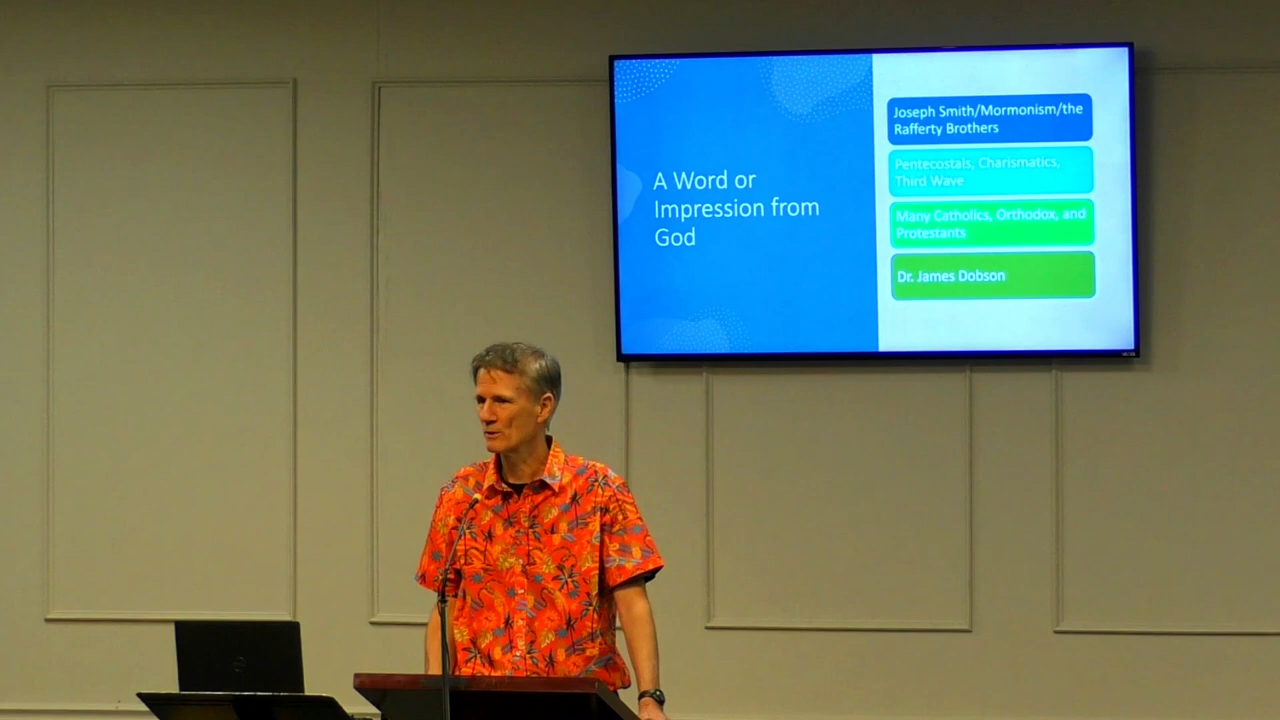 A Word or
Impression from
God
Joseph Smith/Mormonism/the
Rafferty Brothers
Pentecostals, Charismatics,
Third Wave
Many Catholics, Orthodox, and
Protestants
Dr. James Dobson